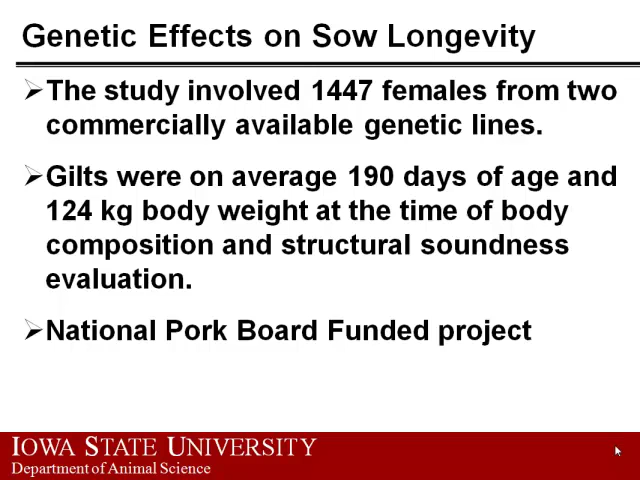 Genetic Effects on Sow Longevity
➢The study involved 1447 females from two
commercially available genetic lines.
➢Gilts were on average 190 days of age and
124 kg body weight at the time of body
composition and structural soundness
evaluation.
➢National Pork Board Funded project
IOWA STATE UNIVERSITY
Department of Animal Science